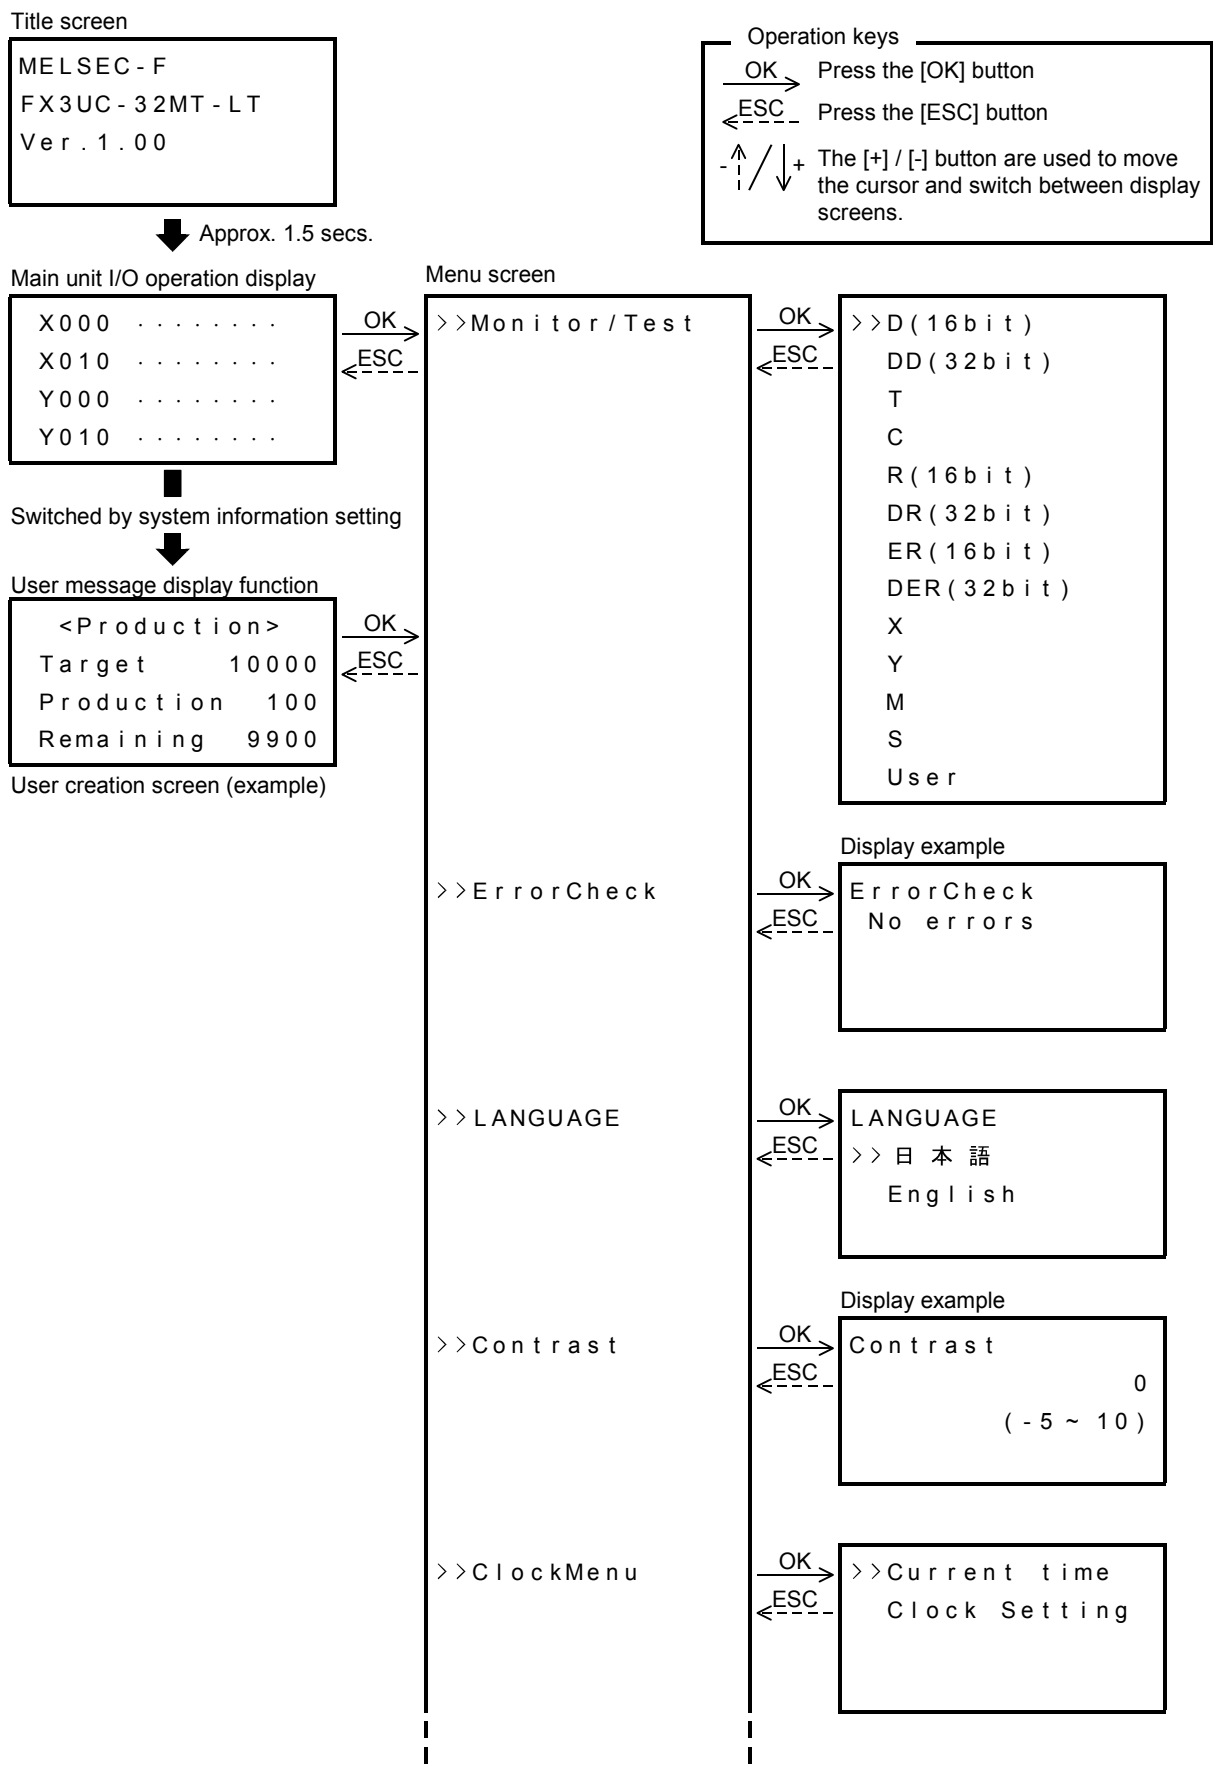 Title screen
MELSEC-F
FX3UC-32MT-LT
Ver.1.00
Operation keys
OK Press the [OK] button
ESC Press the [ESC] button
- / + The [+] / [-] button are used to move
the cursor and switch between display
screens.
Approx. 1.5 secs.
Main unit I/O operation display
X000 ········
X010 ········
Y000 ········
Y010 ········
OK
ESC
Switched by system information setting
User message display function
<Production>
Target 10000
Production 100
Remaining 9900
User creation screen (example)
OK
ESC
Menu screen
>>Monitor/Test
OK
ESC
>>D(16bit)
DD(32bit)
T
C
R(16bit)
DR(32bit)
ER(16bit)
DER(32bit)
X
Y
M
S
User
>>ErrorCheck
OK
ESC
Display example
ErrorCheck
No errors
>>LANGUAGE
OK
ESC
LANGUAGE
>>日本語
English
>>Contrast
OK
ESC
Display example
Contrast
0
(-5~10)
>>ClockMenu
OK
ESC
>>Current time
Clock Setting